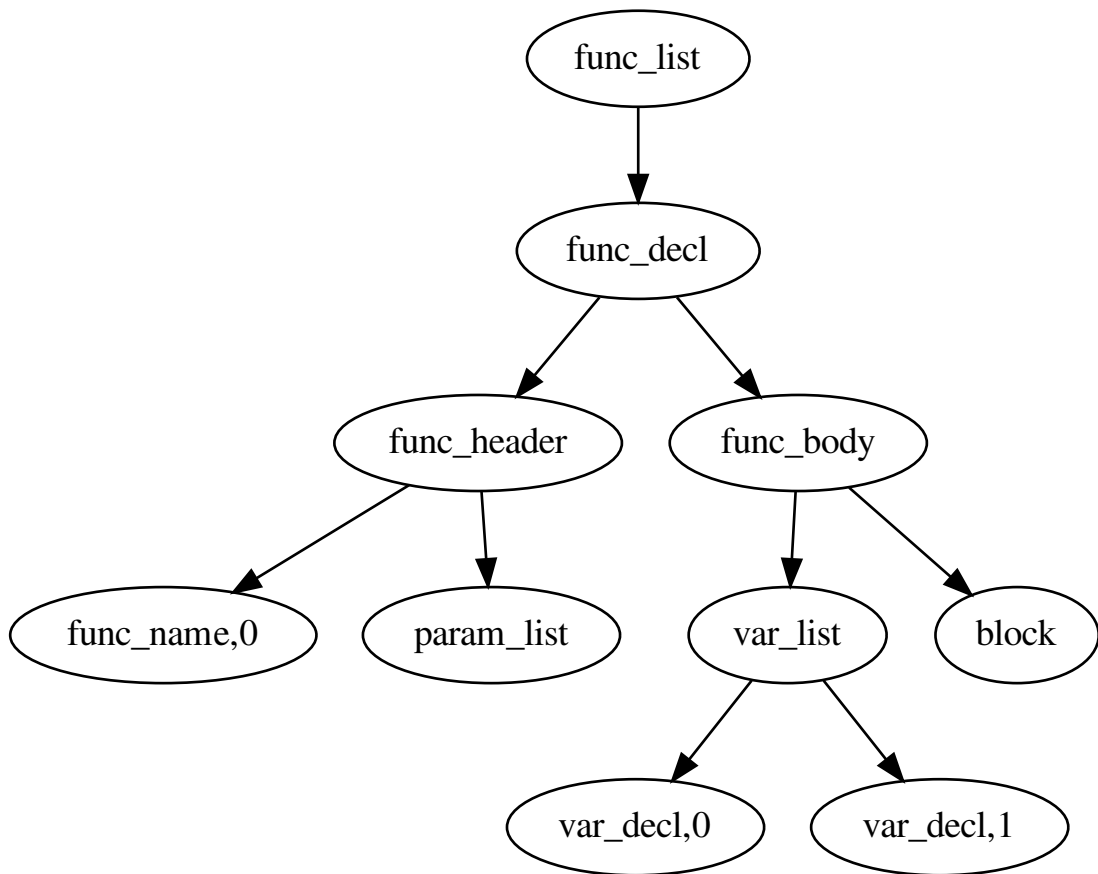 func_list
func_decl
func_header
func_body
func_name,0
param_list
var_list
block
var_decl,0
var_decl,1